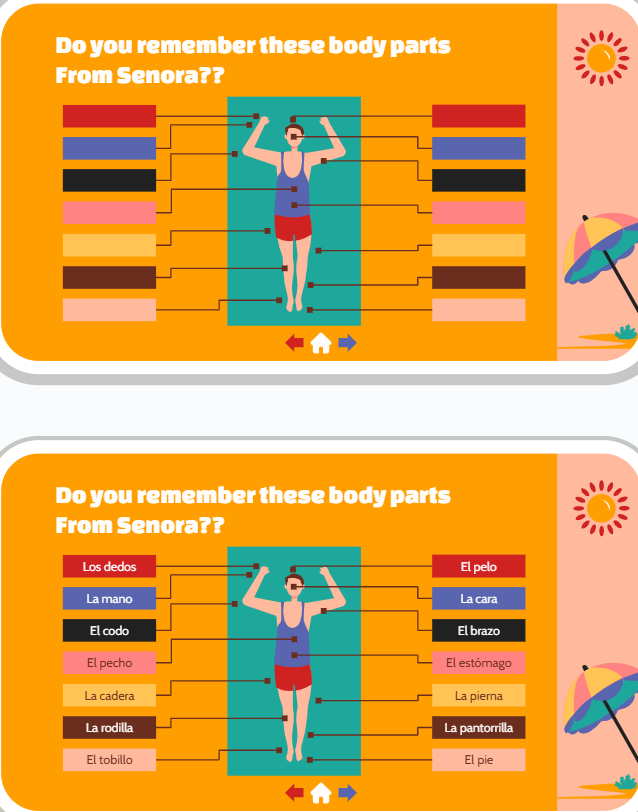 Do you remember these body parts
From Senora??
Do you remember these body parts
From Senora??
Los dedos
La mano
El codo
El pecho
La cadera
La rodilla
El tobillo
El pelo
La cara
El brazo
El estómago
La pierna
La pantorrilla
El pie